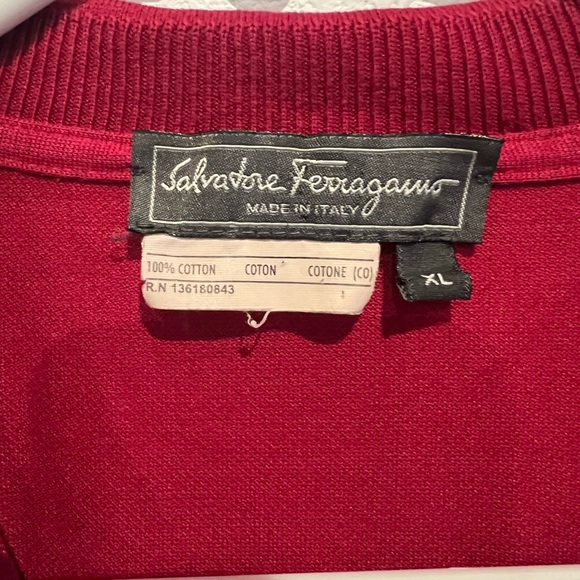 Salvatore Ferragamo
MADE IN ITALY
100% COTTON COTON COTONE (CO)
R.N 136180843
XL